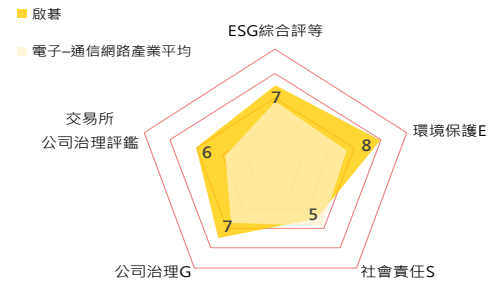 啟碁
電子–通信網路產業平均
ESG綜合評等
7
交易所
公司治理評鑑
6
8
環境保護E
7
5
公司治理G
社會責任S